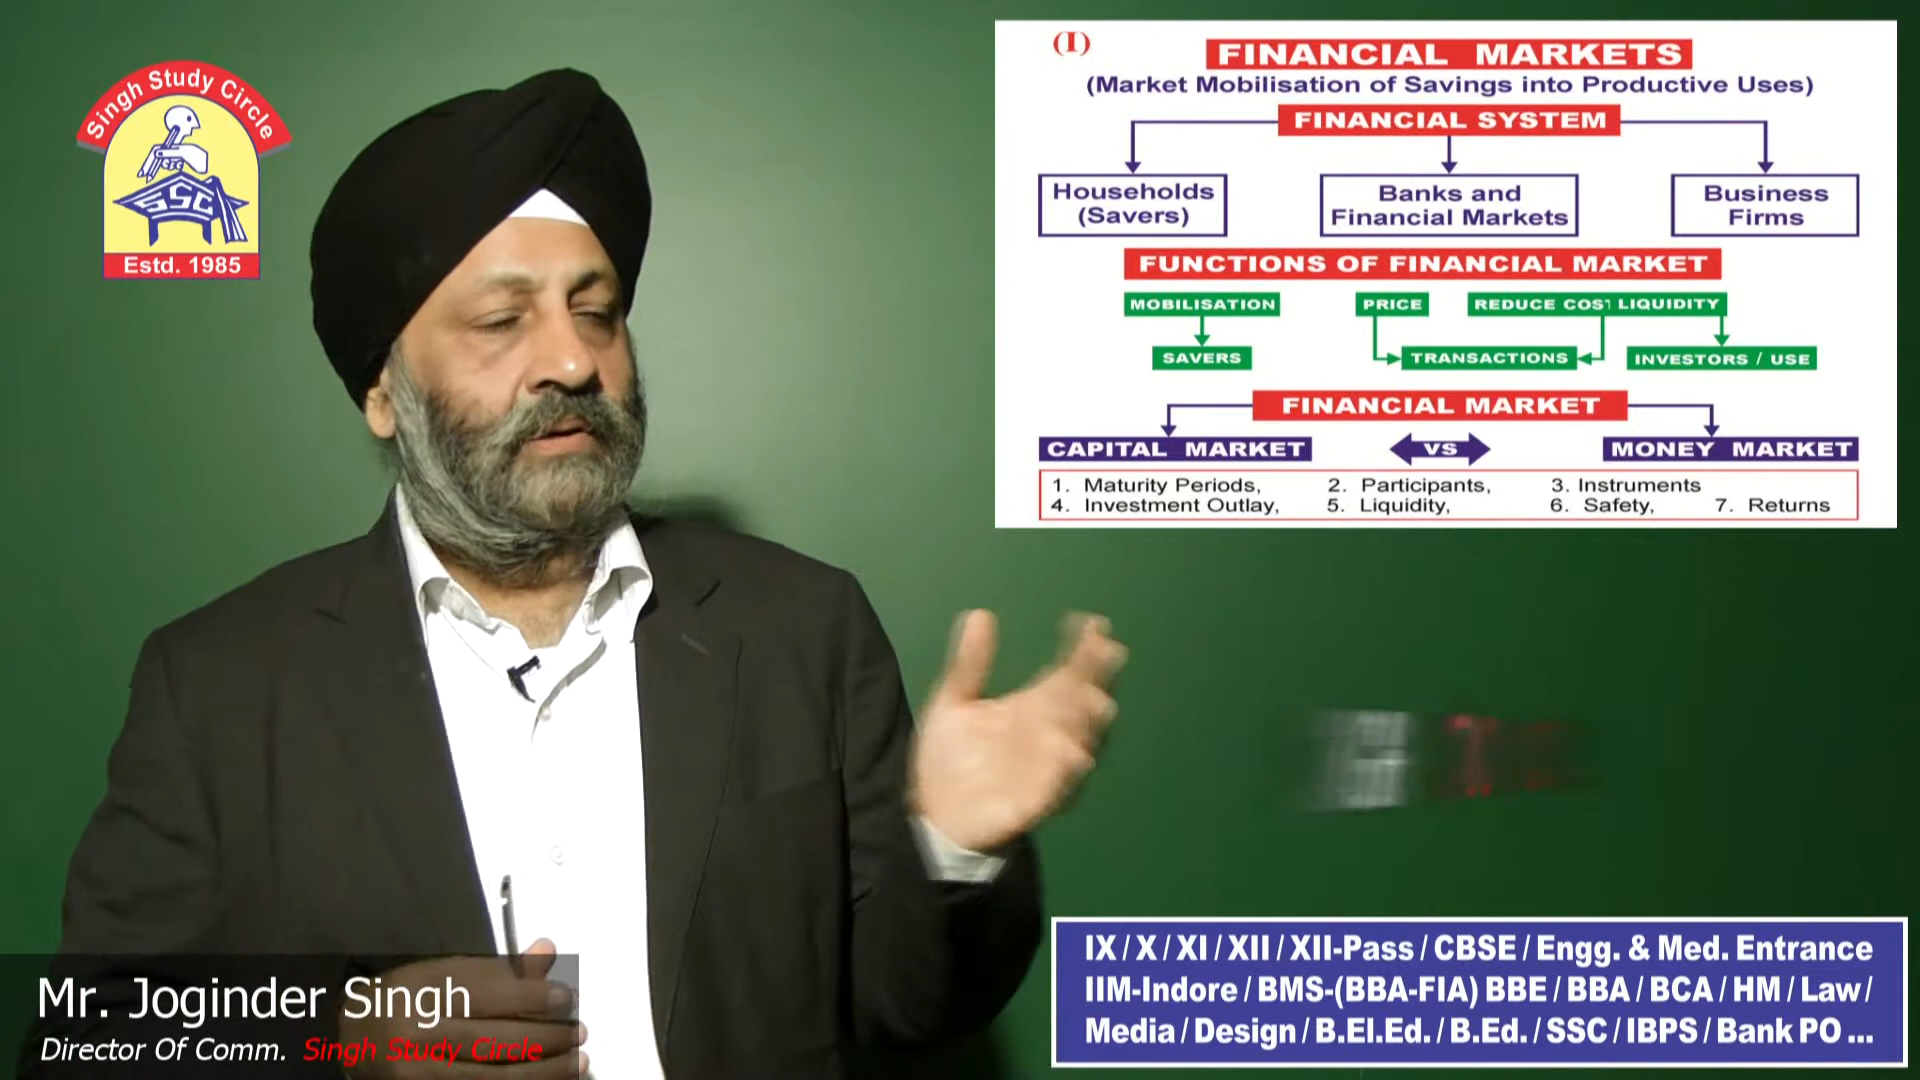 Singh Study Circle
SSC
Estd. 1985
(I)
FINANCIAL MARKETS
(Market Mobilisation of Savings into Productive Uses)
FINANCIAL SYSTEM
Households
(Savers)
Banks and
Financial Markets
Business
Firms
FUNCTIONS OF FINANCIAL MARKET
MOBILISATION PRICE REDUCE COST LIQUIDITY
SAVERS TRANSACTIONS INVESTORS / USE
FINANCIAL MARKET
CAPITAL MARKET VS MONEY MARKET
1. Maturity Periods, 2. Participants, 3. Instruments
4. Investment Outlay, 5. Liquidity, 6. Safety, 7. Returns
Mr. Joginder Singh
Director Of Comm. Singh Study Circle
IX / X / XI / XII / XII-Pass / CBSE / Engg. & Med. Entrance
IIM-Indore / BMS-(BBA-FIA) BBE / BBA / BCA / HM / Law /
Media / Design / B.El.Ed. / B.Ed. / SSC / IBPS / Bank PO ...